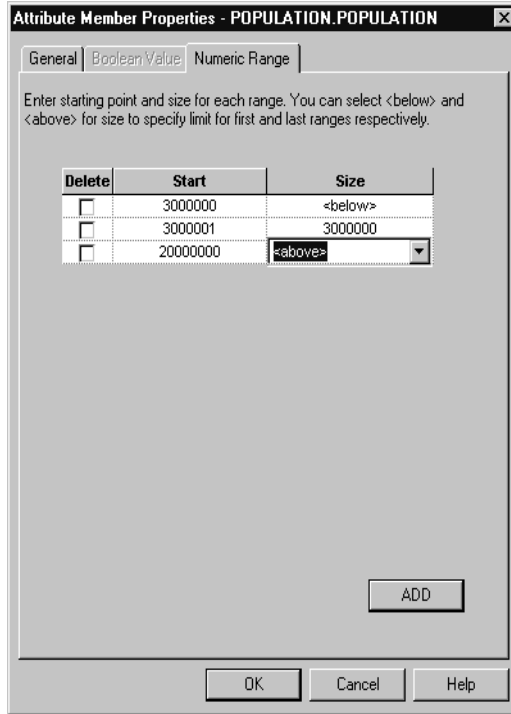 Attribute Member Properties - POPULATION.POPULATION
General Boolean Value Numeric Range
Enter starting point and size for each range. You can select <below> and
<above> for size to specify limit for first and last ranges respectively.
Delete Start Size
3000000 <below>
3000001 3000000
20000000 <above>
ADD
OK Cancel Help